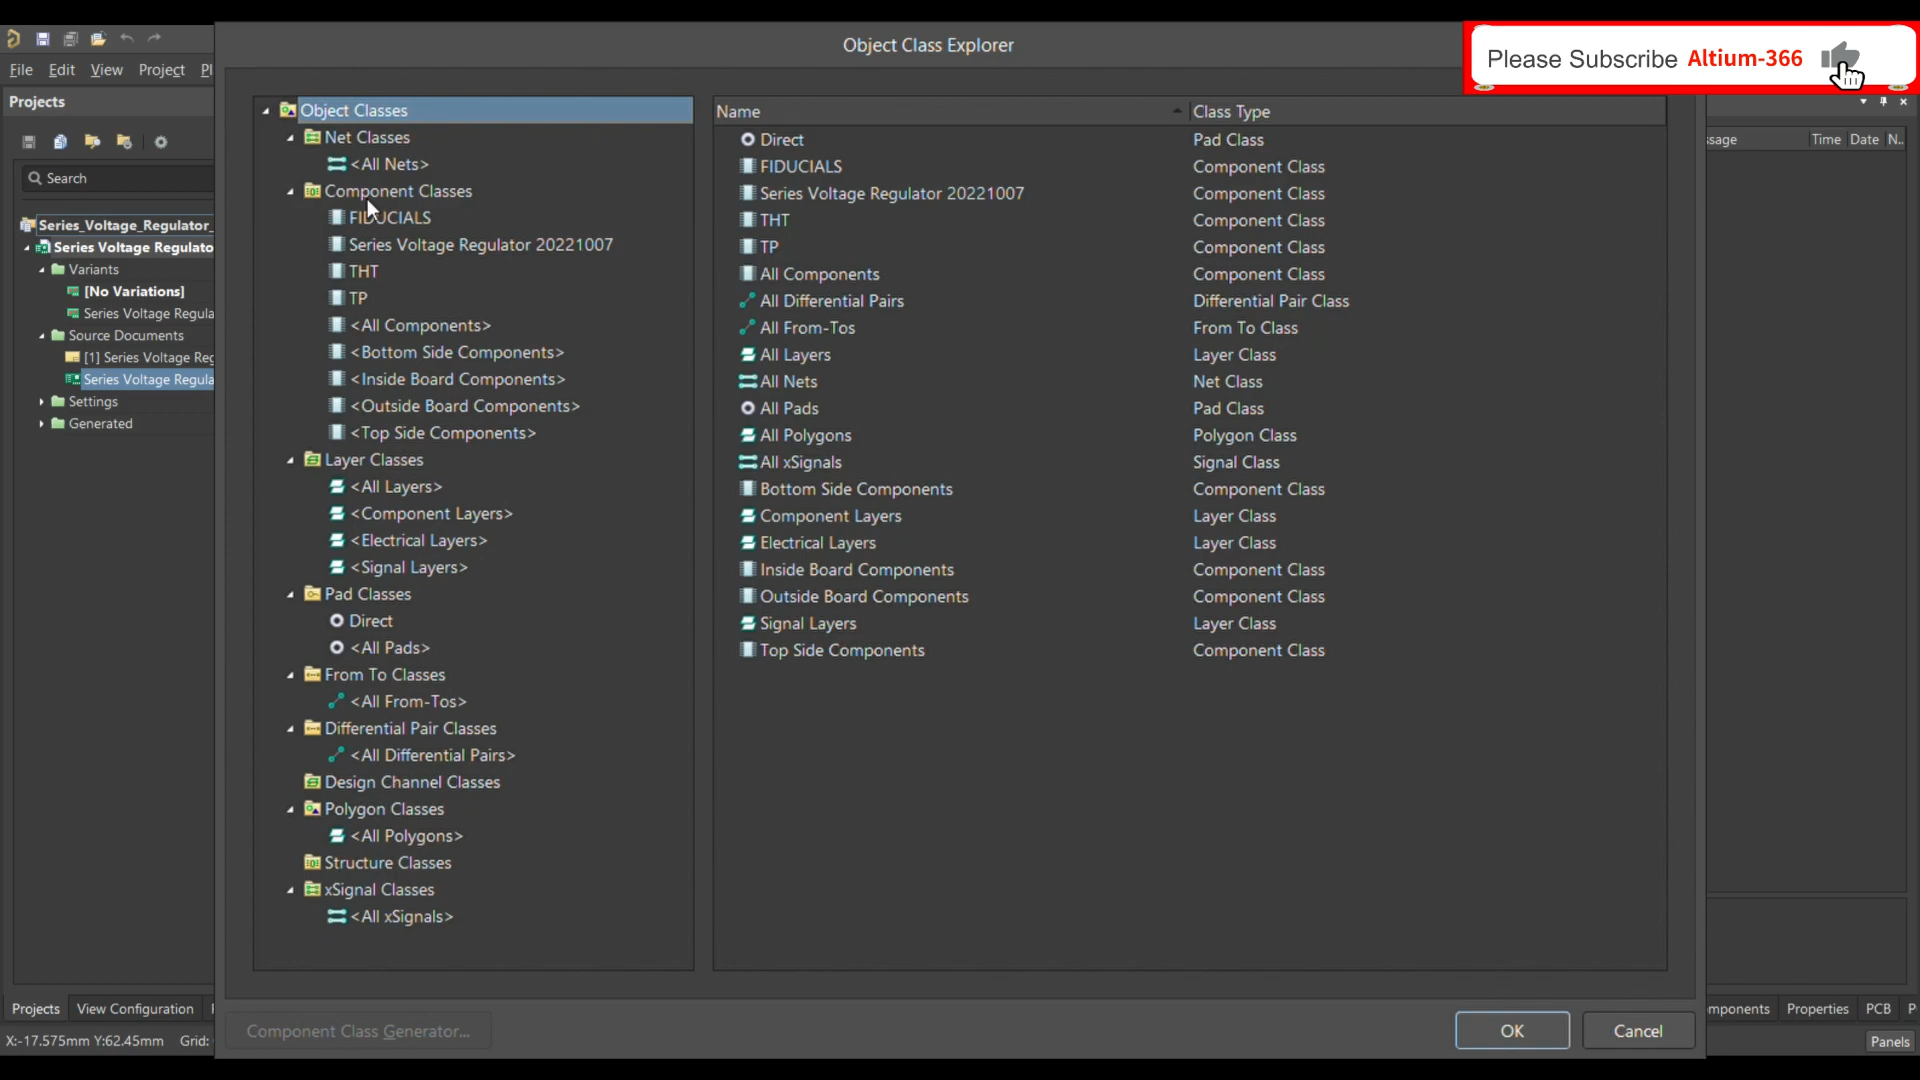 Object Class Explorer
Please Subscribe Altium-366
File Edit View Project Pl
Projects
Search
Series_Voltage_Regulator_
Series Voltage Regulato
Variants
[No Variations]
Series Voltage Regula
Source Documents
[1] Series Voltage Reg
Series Voltage Regula
Settings
Generated
Object Classes
Net Classes
<All Nets>
Component Classes
FIDUCIALS
Series Voltage Regulator 20221007
THT
TP
<All Components>
<Bottom Side Components>
<Inside Board Components>
<Outside Board Components>
<Top Side Components>
Layer Classes
<All Layers>
<Component Layers>
<Electrical Layers>
<Signal Layers>
Pad Classes
Direct
<All Pads>
From To Classes
<All From-Tos>
Differential Pair Classes
<All Differential Pairs>
Design Channel Classes
Polygon Classes
<All Polygons>
Structure Classes
xSignal Classes
<All xSignals>
Name Class Type
Direct Pad Class
FIDUCIALS Component Class
Series Voltage Regulator 20221007 Component Class
THT Component Class
TP Component Class
All Components Component Class
All Differential Pairs Differential Pair Class
All From-Tos From To Class
All Layers Layer Class
All Nets Net Class
All Pads Pad Class
All Polygons Polygon Class
All xSignals Signal Class
Bottom Side Components Component Class
Component Layers Layer Class
Electrical Layers Layer Class
Inside Board Components Component Class
Outside Board Components Component Class
Signal Layers Layer Class
Top Side Components Component Class
ssage Time Date N..
Projects View Configuration
mponents Properties PCB P
Component Class Generator...
OK Cancel
X:-17.575mm Y:62.45mm Grid:
Panels